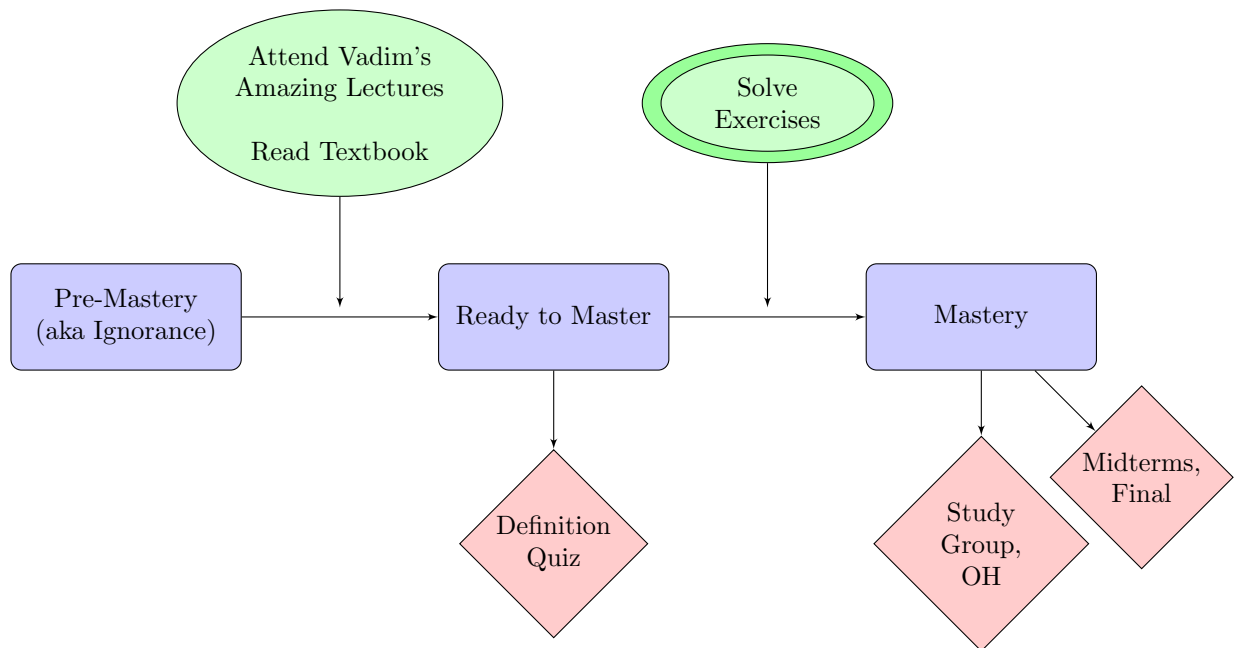 Attend Vadim's
Amazing Lectures
Read Textbook
Solve
Exercises
Pre-Mastery
(aka Ignorance)
Ready to Master
Mastery
Definition
Quiz
Study
Group,
OH
Midterms,
Final